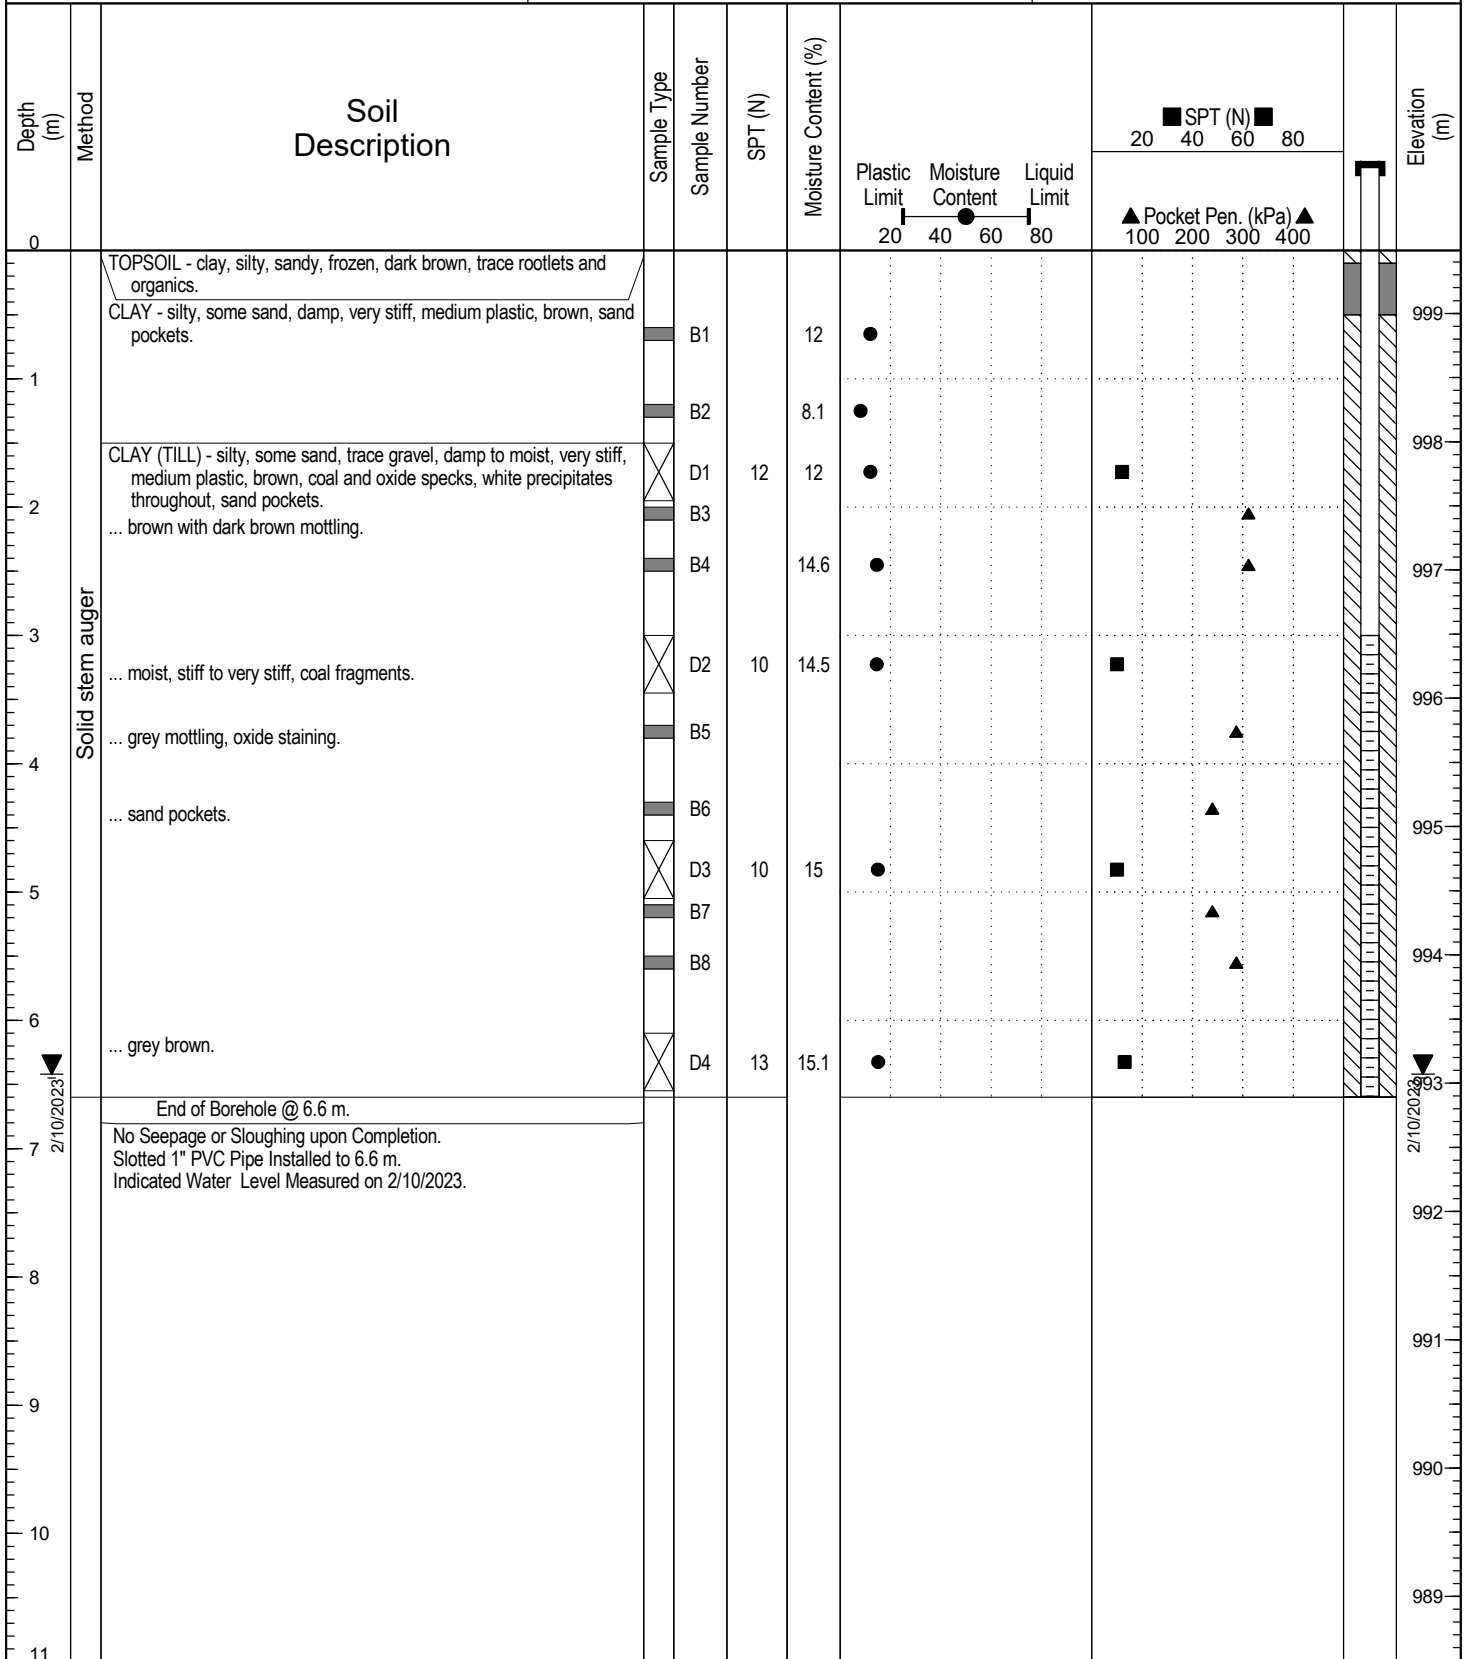 Depth
(m)
Method
Soil
Description
Sample Type
Sample Number
SPT (N)
Moisture Content (%)
Plastic Moisture Liquid
Limit Content Limit
20 40 60 80
SPT (N)
20 40 60 80
Pocket Pen. (kPa)
100 200 300 400
Elevation
(m)
0
TOPSOIL - clay, silty, sandy, frozen, dark brown, trace rootlets and
organics.
CLAY - silty, some sand, damp, very stiff, medium plastic, brown, sand
999
pockets.
B1 12
1
B2 8.1
998
CLAY (TILL) - silty, some sand, trace gravel, damp to moist, very stiff,
medium plastic, brown, coal and oxide specks, white precipitates
D1 12 12
throughout, sand pockets.
2
B3
... brown with dark brown mottling.
B4 14.6
997
Solid stem auger
3
D2 10 14.5
... moist, stiff to very stiff, coal fragments.
996
B5
... grey mottling, oxide staining.
4
B6
... sand pockets.
995
D3 10 15
5
B7
994
B8
6
... grey brown.
D4 13 15.1
993
2/10/2023
2/10/2023
End of Borehole @ 6.6 m.
No Seepage or Sloughing upon Completion.
7
Slotted 1" PVC Pipe Installed to 6.6 m.
Indicated Water Level Measured on 2/10/2023.
992
8
991
9
990
10
989
11